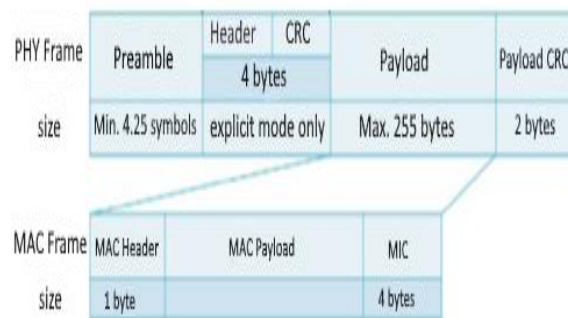 PHY Frame
Preamble
Header
CRC
4 bytes
Payload
Payload CRC
size
Min. 4.25 symbols
explicit mode only
Max. 255 bytes
2 bytes
MAC Frame
MAC Header
MAC Payload
MIC
size
1 byte
4 bytes